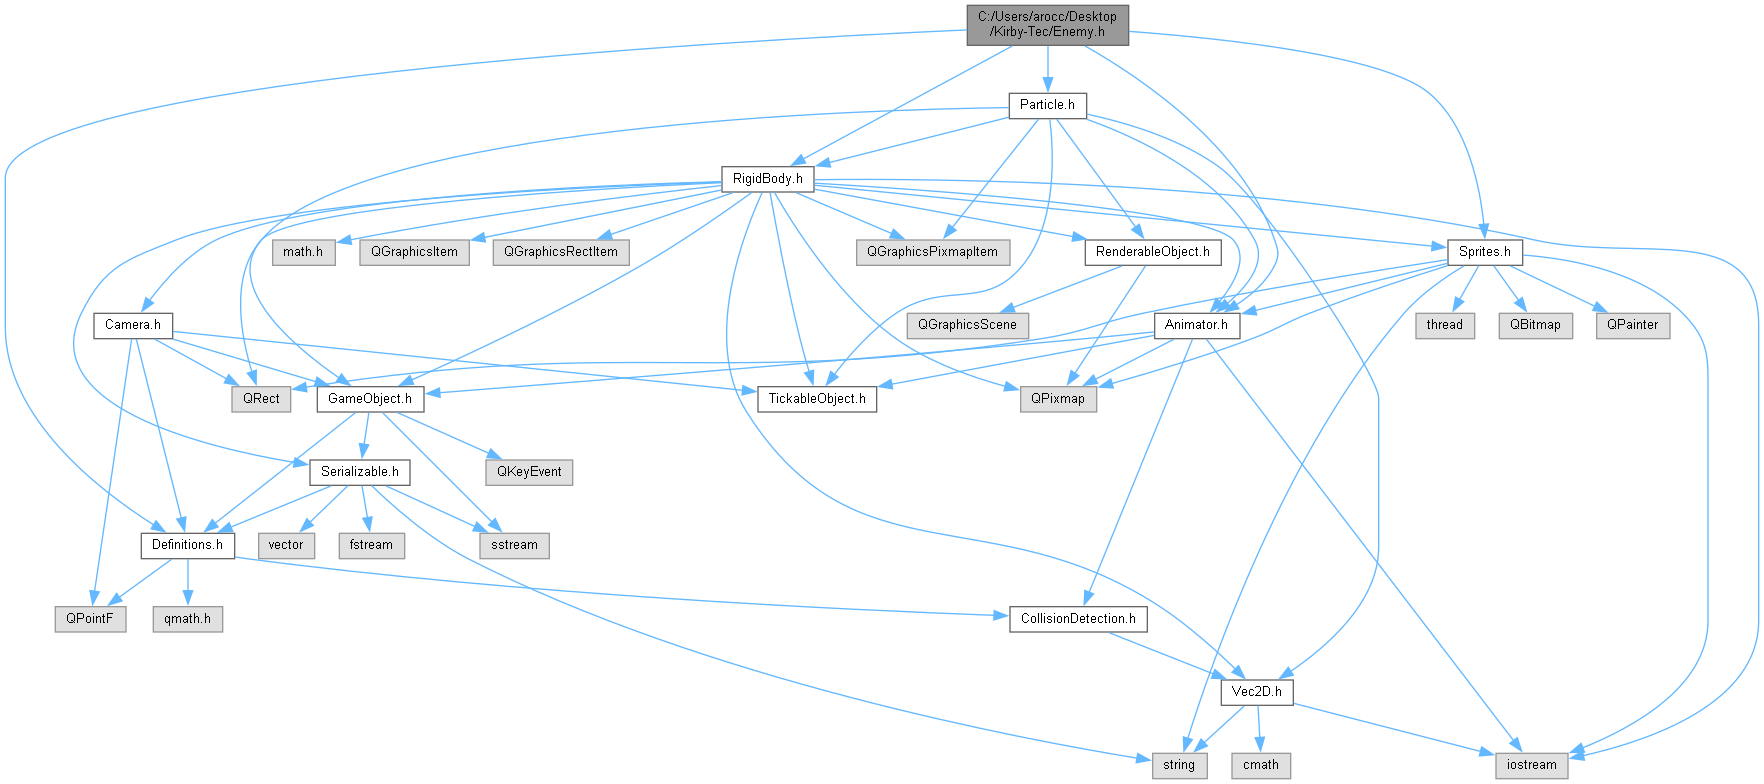 C:/Users/arocc/Desktop
/Kirby-Tec/Enemy.h
Particle.h
RigidBody.h
math.h
QGraphicsItem
QGraphicsRectItem
QGraphicsPixmapItem
RenderableObject.h
Sprites.h
Camera.h
QGraphicsScene
Animator.h
thread
QBitmap
QPainter
QRect
GameObject.h
TickableObject.h
QPixmap
Serializable.h
QKeyEvent
Definitions.h
vector
fstream
sstream
QPointF
qmath.h
CollisionDetection.h
Vec2D.h
string
cmath
iostream